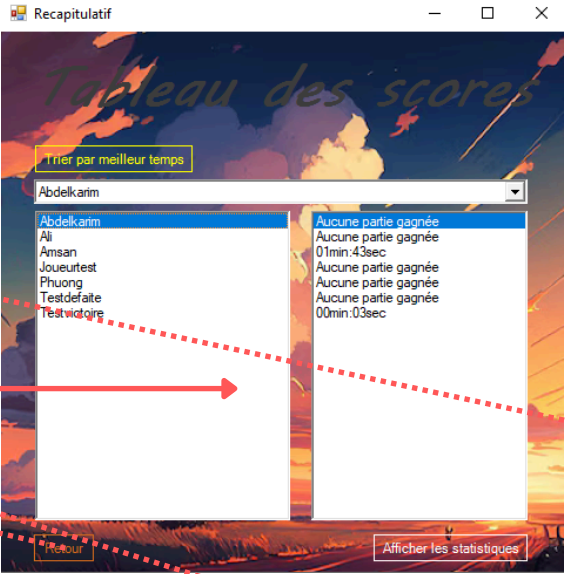 Recapitulatif
Tableau des scores
Trier par meilleur temps
Abdelkarim
Abdelkarim
Ali
Amsan
Joueurtest
Phuong
Testdefaite
Testvictoire
Aucune partie gagnée
Aucune partie gagnée
01min:43sec
Aucune partie gagnée
Aucune partie gagnée
Aucune partie gagnée
00min:03sec
Retour
Afficher les statistiques